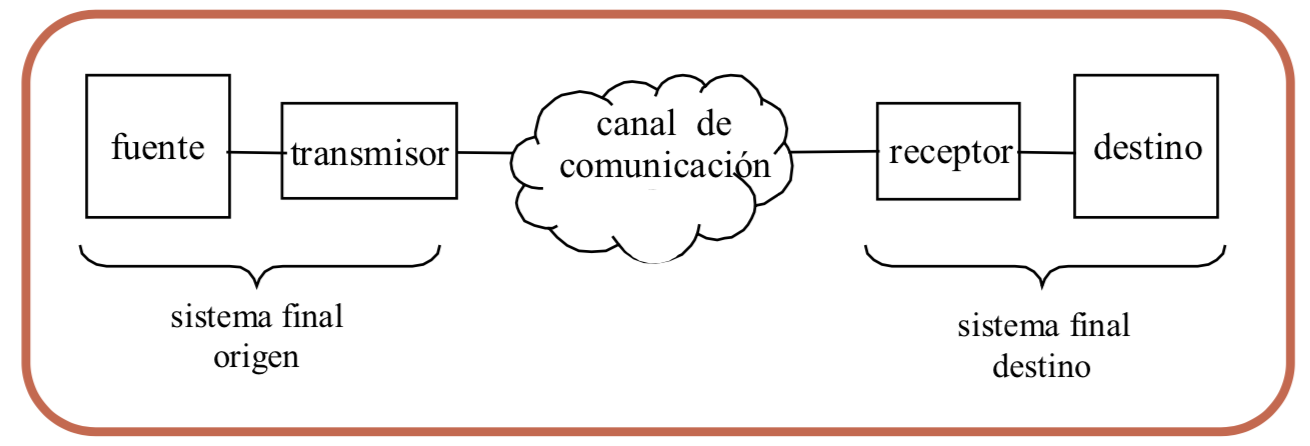 fuente
transmisor
canal de
comunicación
receptor
destino
sistema final
origen
sistema final
destino